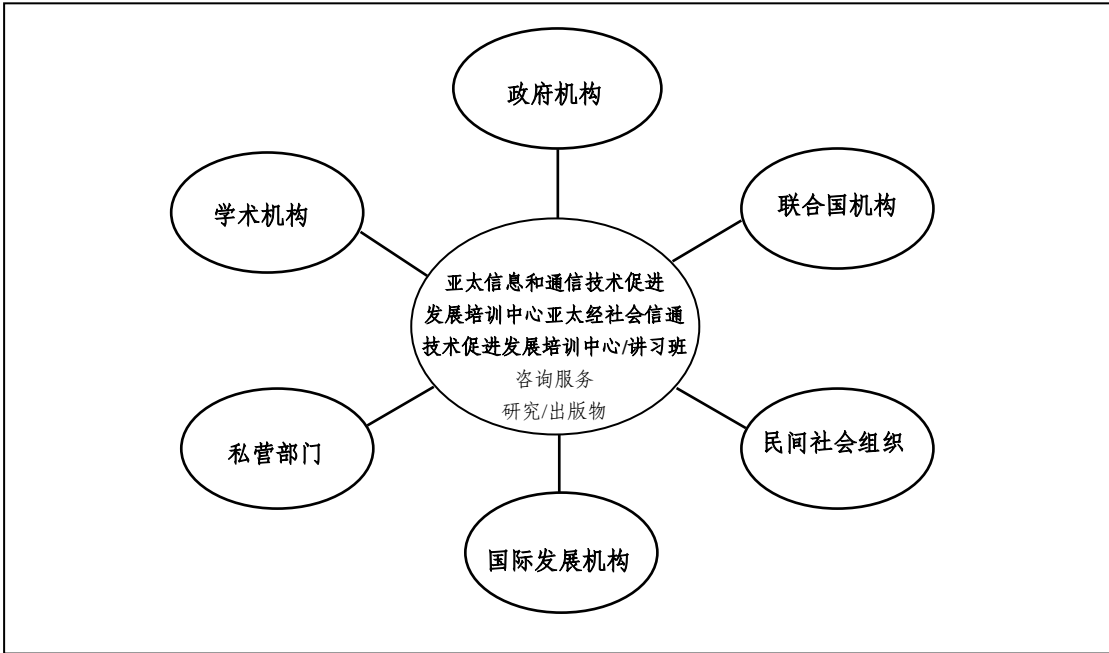 政府机构
学术机构
联合国机构
亚太信息和通信技术促进
发展培训中心亚太经社会信通
技术促进发展培训中心/讲习班
咨询服务
研究/出版物
私营部门
民间社会组织
国际发展机构